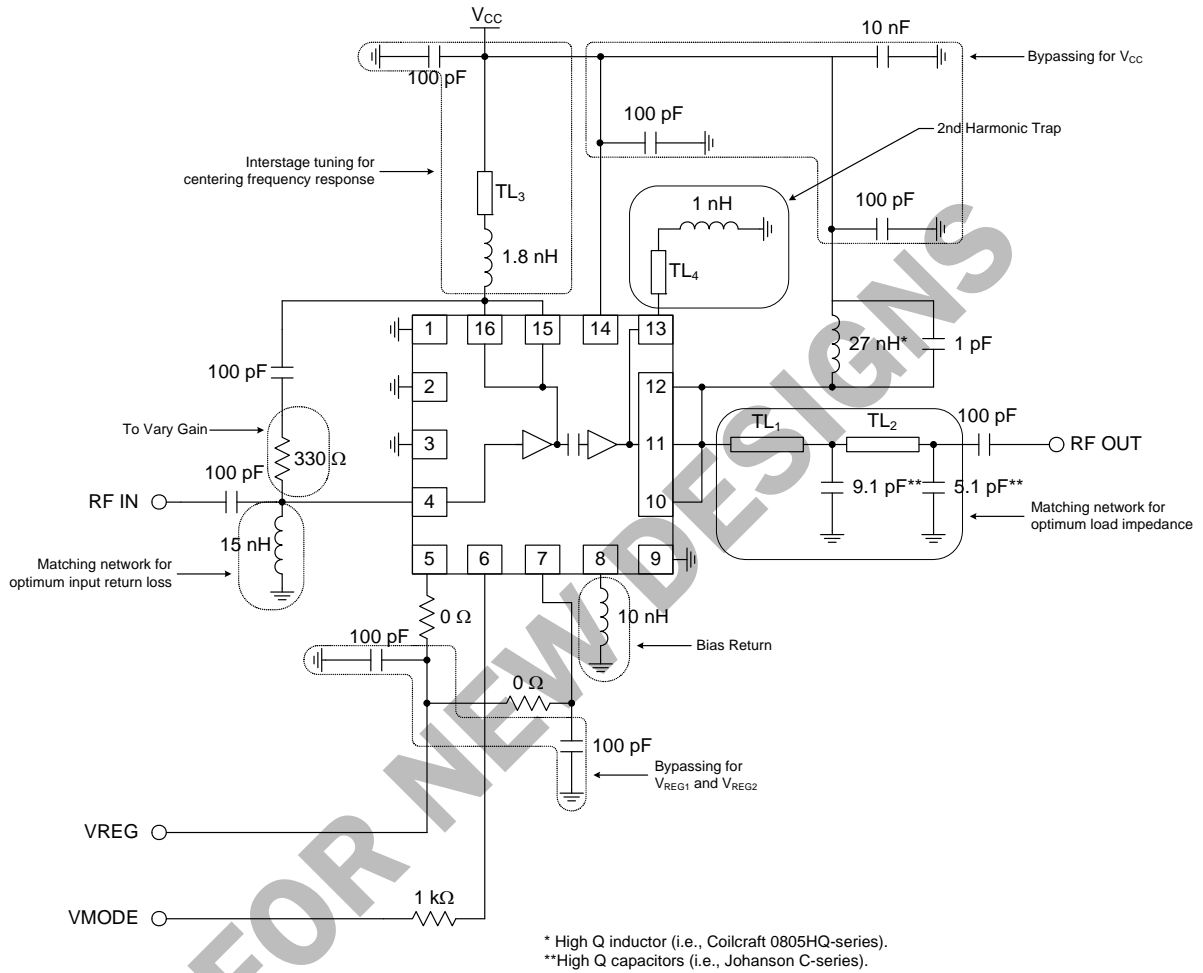 VCC
10 nF
Bypassing for VCC
100 pF
100 pF
2nd Harmonic Trap
Interstage tuning for
centering frequency response
TL3
1 nH
100 pF
1.8 nH
TL4
1
16
15
14
13
27 nH*
1 pF
100 pF
2
12
To Vary Gain
TL1
TL2
100 pF
3
11
RF OUT
330 Ω
100 pF
RF IN
4
10
9.1 pF**
5.1 pF**
Matching network for
optimum load impedance
15 nH
Matching network for
optimum input return loss
5
6
7
8
9
0 Ω
10 nH
100 pF
Bias Return
0 Ω
100 pF
Bypassing for
VREG1 and VREG2
VREG
1 kΩ
VMODE
* High Q inductor (i.e., Coilcraft 0805HQ-series).
**High Q capacitors (i.e., Johanson C-series).
FOR NEW DESIGNS